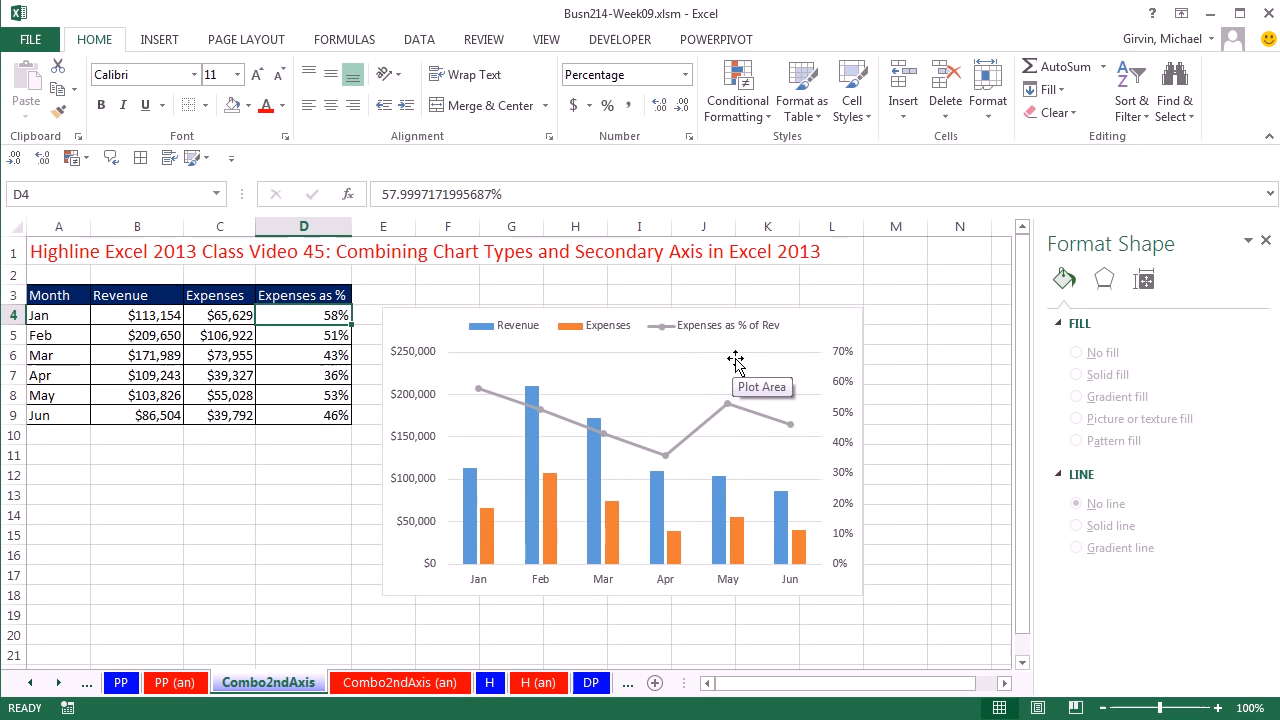 Busn214-Week09.xlsm - Excel
FILE HOME INSERT PAGE LAYOUT FORMULAS DATA REVIEW VIEW DEVELOPER POWERPIVOT Girvin, Michael
Paste
Calibri 11
Wrap Text
Merge & Center
Percentage
Conditional Formatting
Format as Table
Cell Styles
Insert Delete Format
AutoSum
Fill
Clear
Sort & Filter
Find & Select
Clipboard Font Alignment Number Styles Cells Editing
D4 fx 57.9997171995687%
A B C D E F G H I J K L M N
1 Highline Excel 2013 Class Video 45: Combining Chart Types and Secondary Axis in Excel 2013
2
3 Month Revenue Expenses Expenses as %
4 Jan $113,154 $65,629 58%
5 Feb $209,650 $106,922 51%
6 Mar $171,989 $73,955 43%
7 Apr $109,243 $39,327 36%
8 May $103,826 $55,028 53%
9 Jun $86,504 $39,792 46%
10
11
12
13
14
15
16
17
18
19
20
21
Revenue Expenses Expenses as % of Rev
$250,000 70%
$200,000 60%
$150,000 50%
$100,000 40%
$50,000 30%
$0 20%
10%
0%
Plot Area
Jan Feb Mar Apr May Jun
Format Shape
FILL
No fill
Solid fill
Gradient fill
Picture or texture fill
Pattern fill
LINE
No line
Solid line
Gradient line
... PP PP (an) Combo2ndAxis Combo2ndAxis (an) H H (an) DP ...
READY 100%